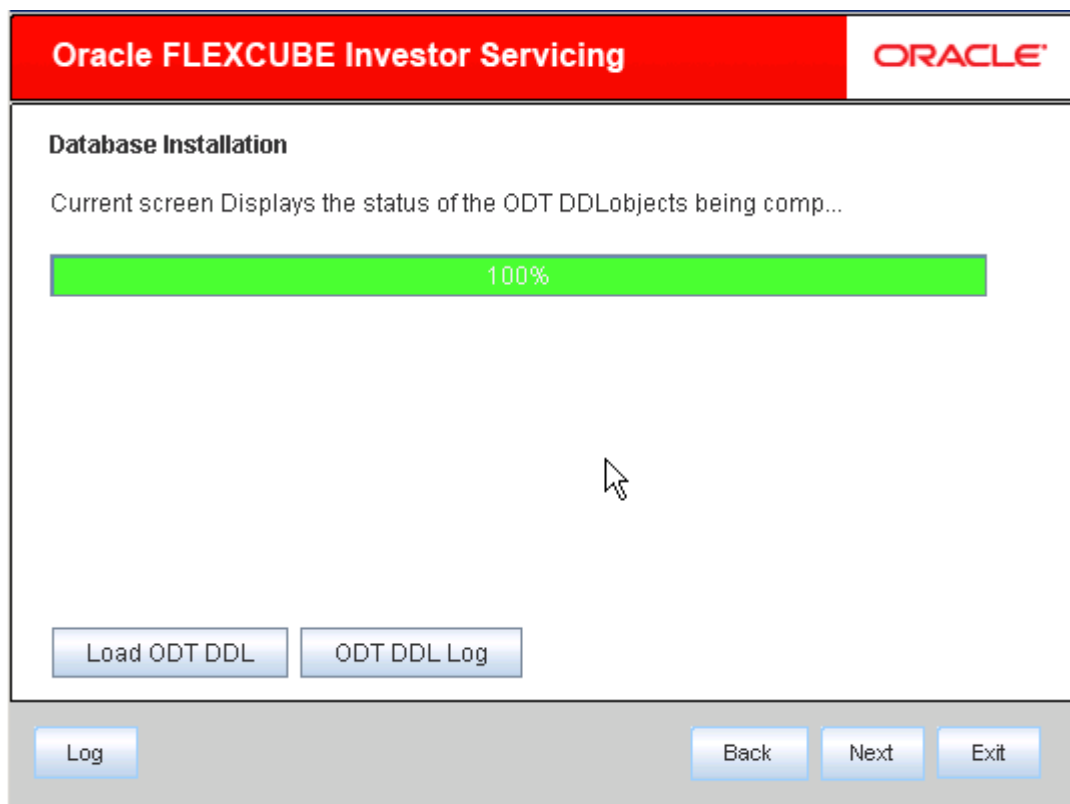 Oracle FLEXCUBE Investor Servicing
ORACLE
Database Installation
Current screen Displays the status of the ODT DDLobjects being comp...
100%
Load ODT DDL
ODT DDL Log
Log
Back
Next
Exit